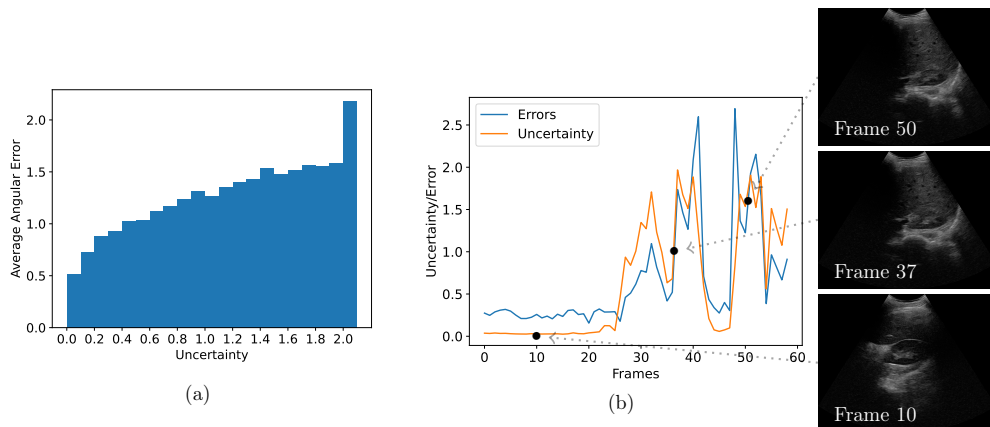 Average Angular Error
2.0
1.5
1.0
0.5
0.0
0.0 0.2 0.4 0.6 0.8 1.0 1.2 1.4 1.6 1.8 2.0
Uncertainty
(a)
Uncertainty/Error
2.5
2.0
1.5
1.0
0.5
0.0
Errors
Uncertainty
0 10 20 30 40 50 60
Frames
(b)
Frame 50
Frame 37
Frame 10